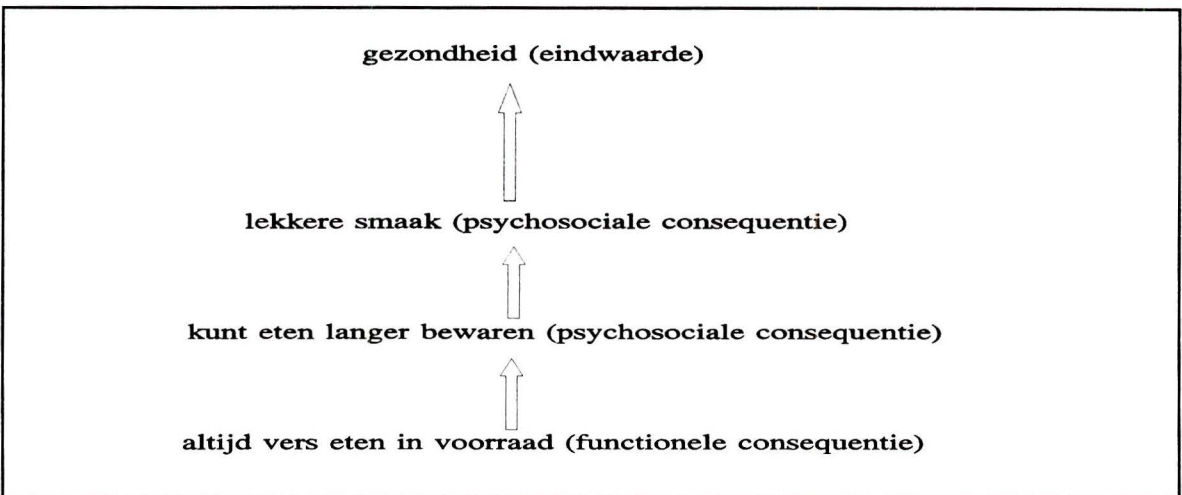 gezondheid (eindwaarde)
lekkere smaak (psychosociale consequentie)
kunt eten langer bewaren (psychosociale consequentie)
altijd vers eten in voorraad (functionele consequentie)